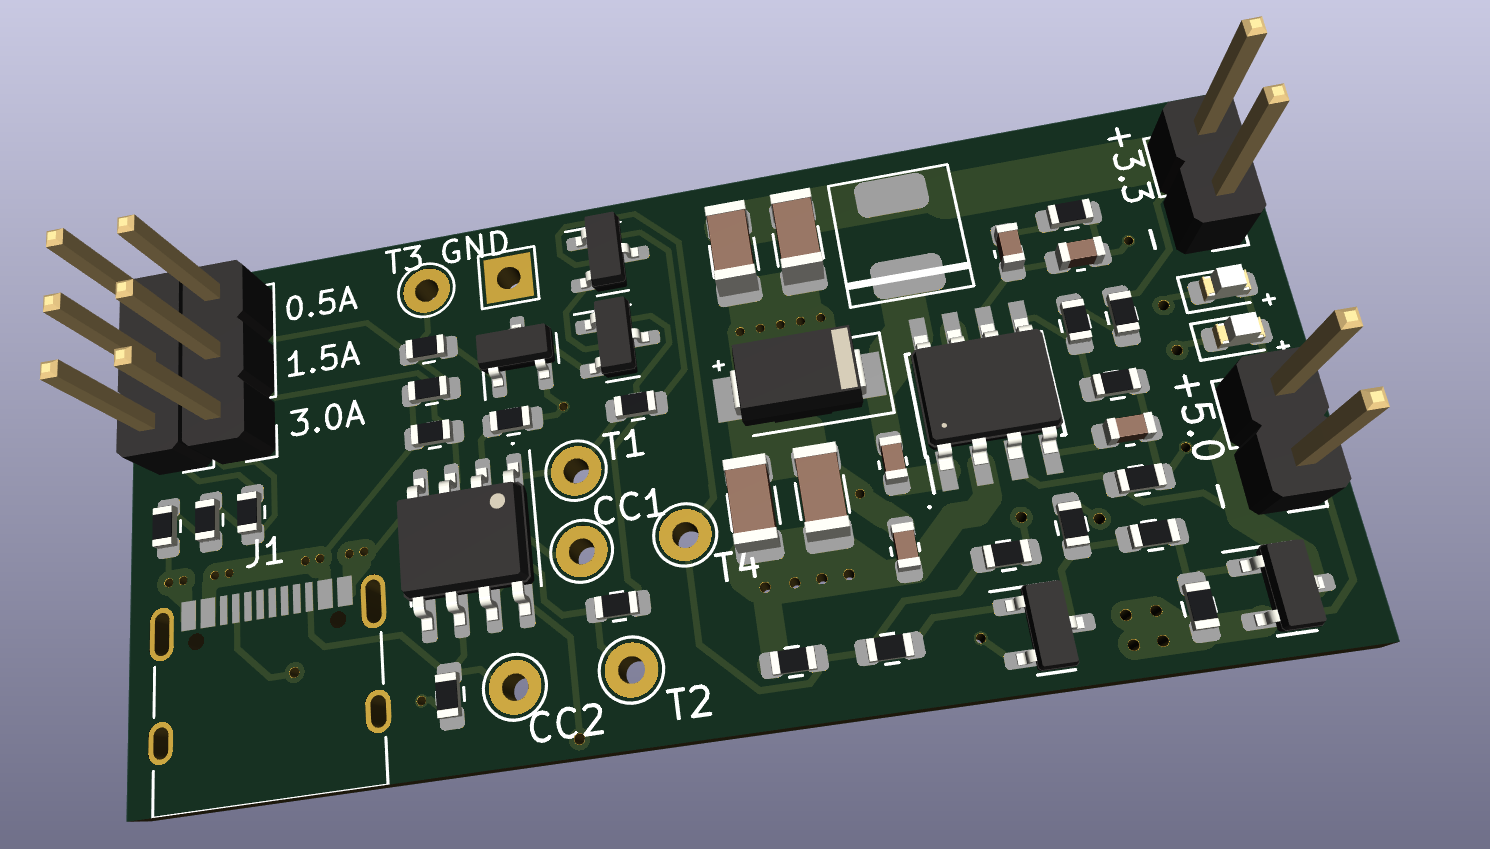 T3 GND
+3.3
0.5A
1.5A
3.0A
+
+
+
+5.0
T1
CC1
J1
T4
CC2
T2